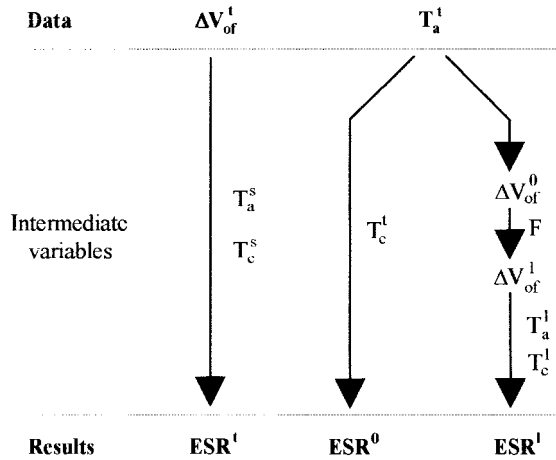 Data ΔV_of^t T_a^t
T_a^s
T_c^s
T_c^t
ΔV_of^0
F
ΔV_of^1
T_a^1
T_c^1
Intermediate
variables
Results ESR^t ESR^0 ESR^1